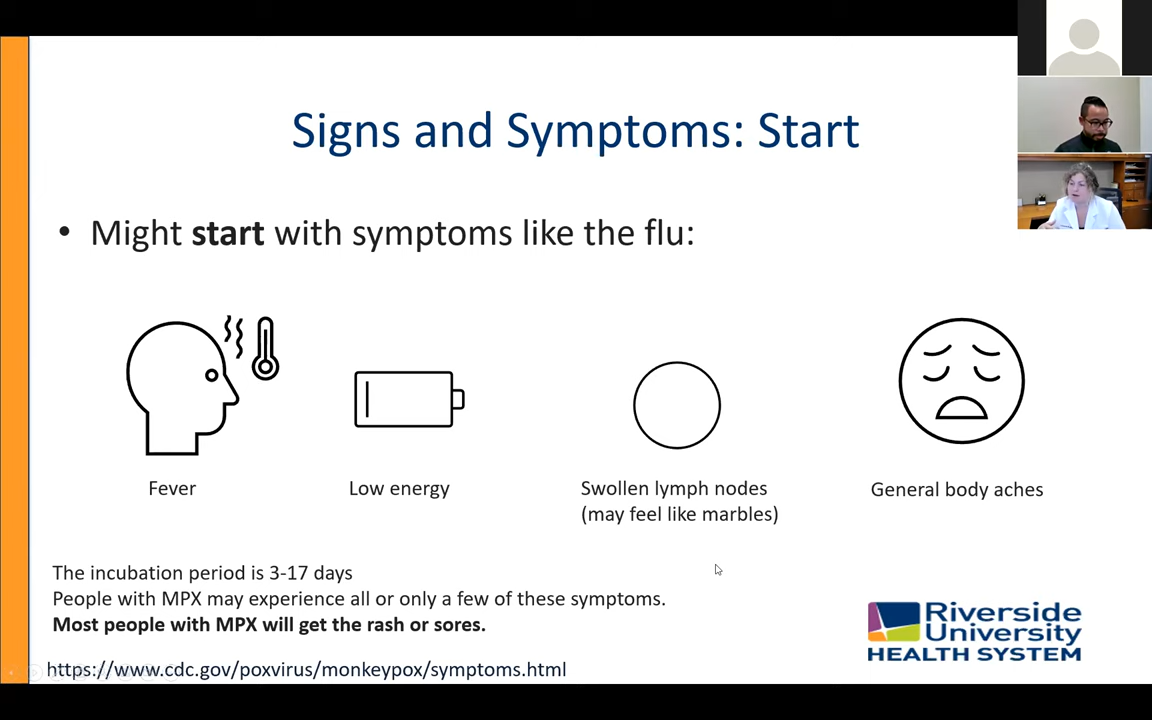 Signs and Symptoms: Start
• Might start with symptoms like the flu:
Fever
Low energy
Swollen lymph nodes
(may feel like marbles)
General body aches
The incubation period is 3-17 days
People with MPX may experience all or only a few of these symptoms.
Most people with MPX will get the rash or sores.
https://www.cdc.gov/poxvirus/monkeypox/symptoms.html
Riverside
University
HEALTH SYSTEM